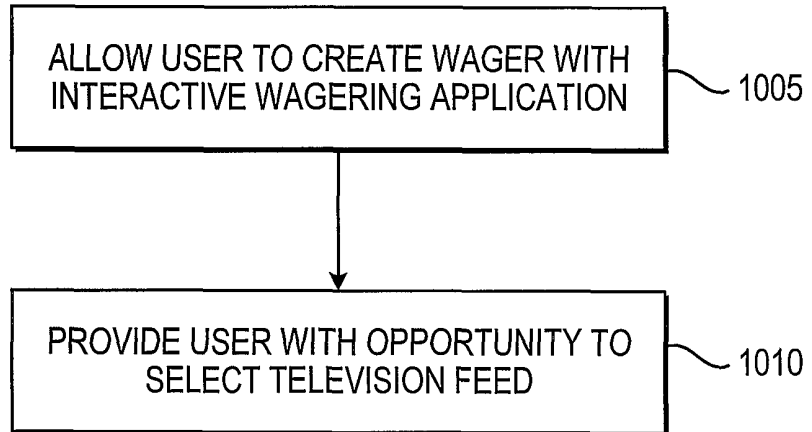 ALLOW USER TO CREATE WAGER WITH
INTERACTIVE WAGERING APPLICATION
1005
PROVIDE USER WITH OPPORTUNITY TO
SELECT TELEVISION FEED
1010